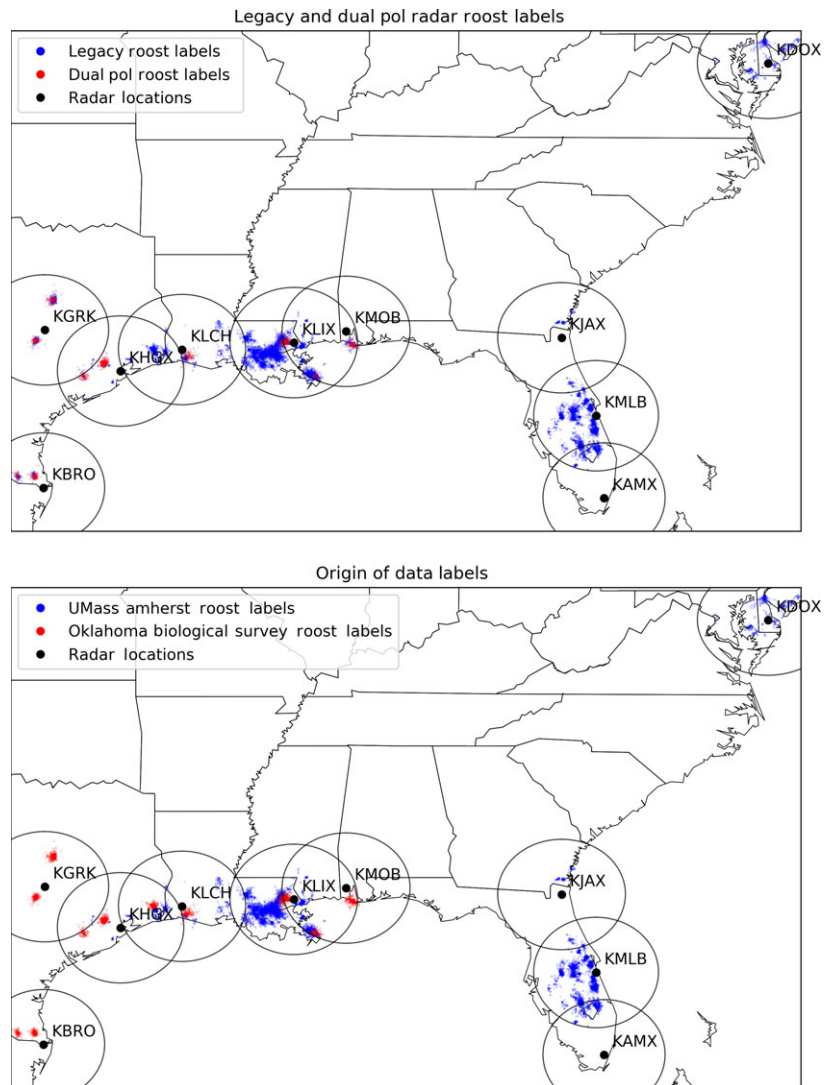 Legacy and dual pol radar roost labels
Legacy roost labels
Dual pol roost labels
Radar locations
KDOX
KGRK
KHGX
KLCH
KLIX
KMOB
KJAX
KMLB
KBRO
KAMX
Origin of data labels
UMass amherst roost labels
Oklahoma biological survey roost labels
Radar locations
KDOX
KGRK
KHGX
KLCH
KLIX
KMOB
KJAX
KMLB
KBRO
KAMX